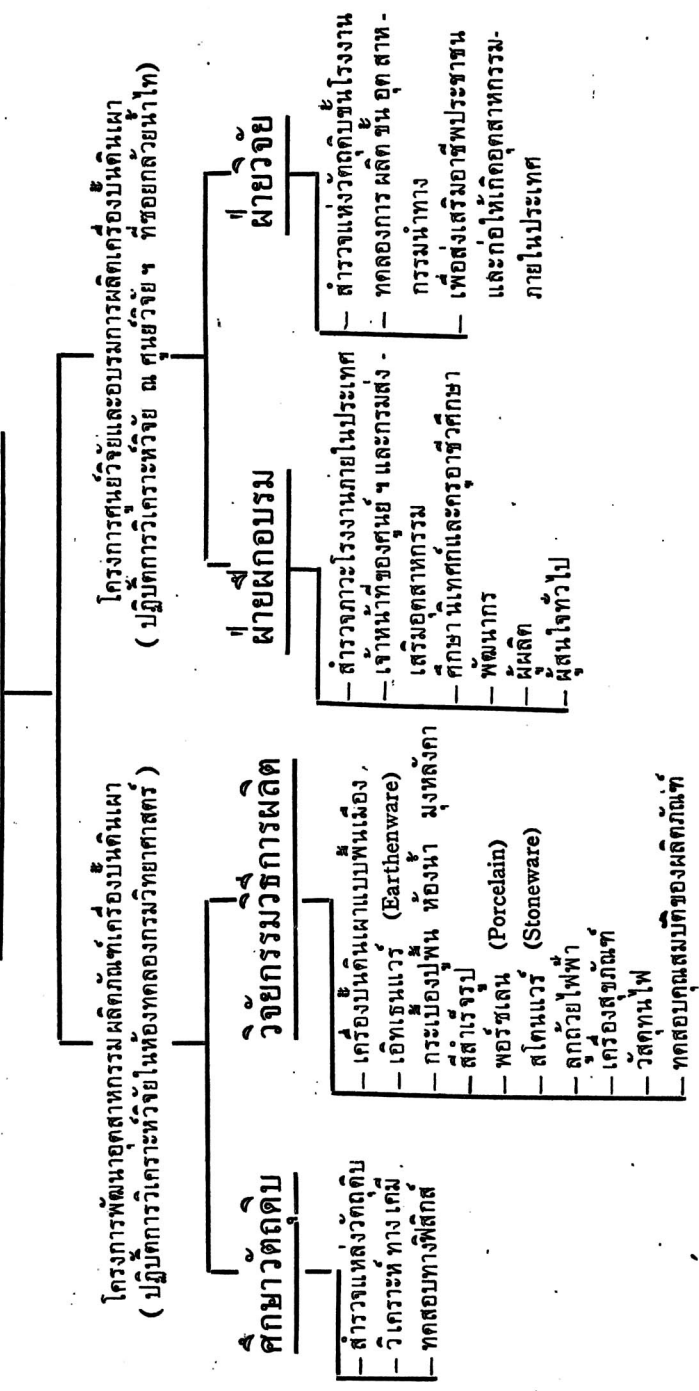 โครงการพัฒนาอุตสาหกรรม ผลิตภัณฑ์เครื่องปั้นดินเผา
( ปฏิบัติการวิเคราะห์วิจัยในห้องทดลองกรมวิทยาศาสตร์ )
ศึกษาวัตถุดิบ
– สำรวจแหล่งวัตถุดิบ
– วิเคราะห์ ทาง เคมี
– ทดสอบทางฟิสิกส์
วิจัยกรรมวิธีการผลิต
– เครื่องปั้นดินเผาแบบพื้นเมือง
– เอิทเธนแวร์ (Earthenware)
– กระเบื้องปูพื้น ห้องน้ำ มุงหลังคา
– สีสำเร็จรูป
– พอร์ซเลน (Porcelain)
– สโตนแวร์ (Stoneware)
– ลูกถ้วยไฟฟ้า
– เครื่องสุขภัณฑ์
– วัสดุทนไฟ
– ทดสอบคุณสมบัติของผลิตภัณฑ์
โครงการศูนย์วิจัยและอบรมการผลิตเครื่องปั้นดินเผา
( ปฏิบัติการวิเคราะห์วิจัย ณ ศูนย์วิจัย ฯ ที่ซอยกล้วยน้ำไท)
ฝ่ายฝึกอบรม
– สำรวจภาวะโรงงานภายในประเทศ
– เจ้าหน้าที่ของศูนย์ ฯ และกรมส่ง -
เสริมอุตสาหกรรม
– ศึกษานิเทศก์และครูอาชีวศึกษา
– พัฒนากร
– ผู้ผลิต
– ผู้สนใจทั่วไป
ฝ่ายวิจัย
– สำรวจแห่งวัตถุดิบขั้นโรงงาน
– ทดลองการ ผลิต ขั้น อุต สาห -
กรรมนำทาง
– เพื่อส่งเสริมอาชีพประชาชน
และก่อให้เกิดอุตสาหกรรม-
ภายในประเทศ